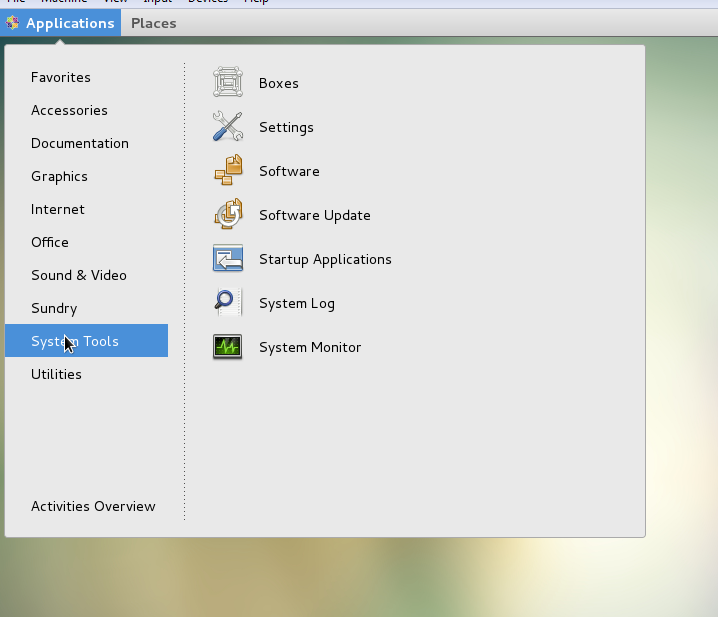 File Machine View Input Devices Help
Applications Places
Favorites
Accessories
Documentation
Graphics
Internet
Office
Sound & Video
Sundry
System Tools
Utilities
Activities Overview
Boxes
Settings
Software
Software Update
Startup Applications
System Log
System Monitor